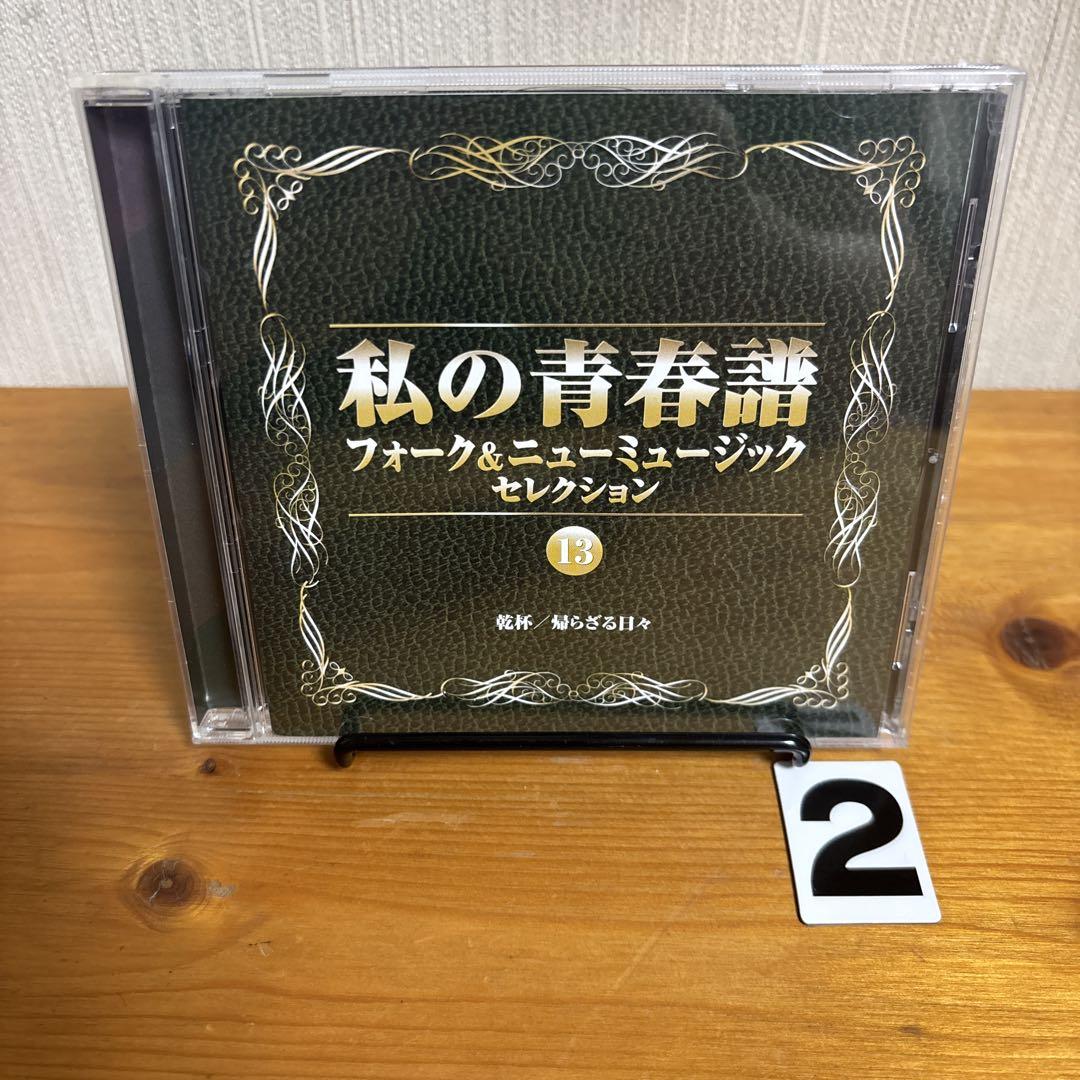 私の青春譜
フォーク&ニューミュージック
セレクション
13
乾杯／帰らざる日々
2